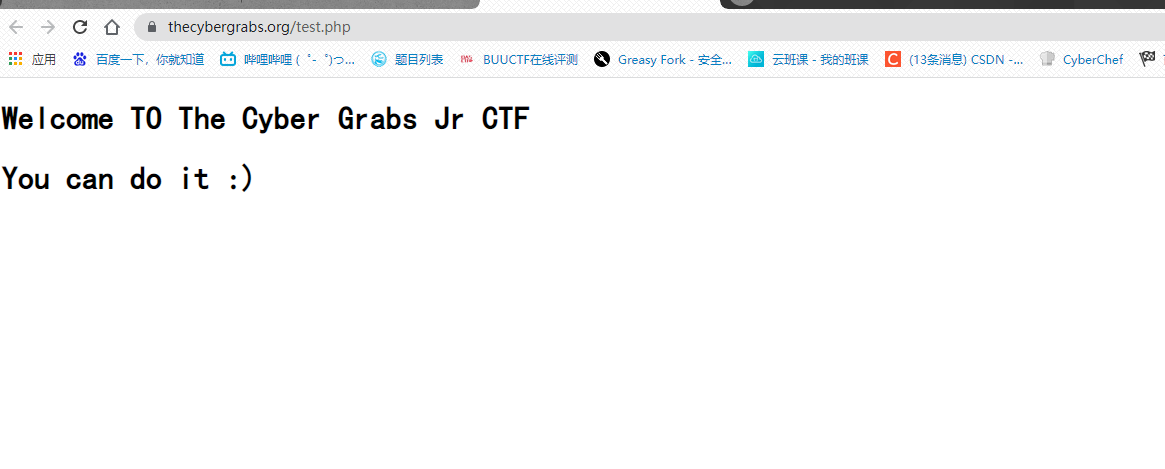 thecybergrabs.org/test.php
应用 百度一下，你就知道 哔哩哔哩 (゜-゜)つ... 题目列表 BUUCTF在线评测 Greasy Fork - 安全... 云班课 - 我的班课 C (13条消息) CSDN -... CyberChef
Welcome TO The Cyber Grabs Jr CTF
You can do it :)